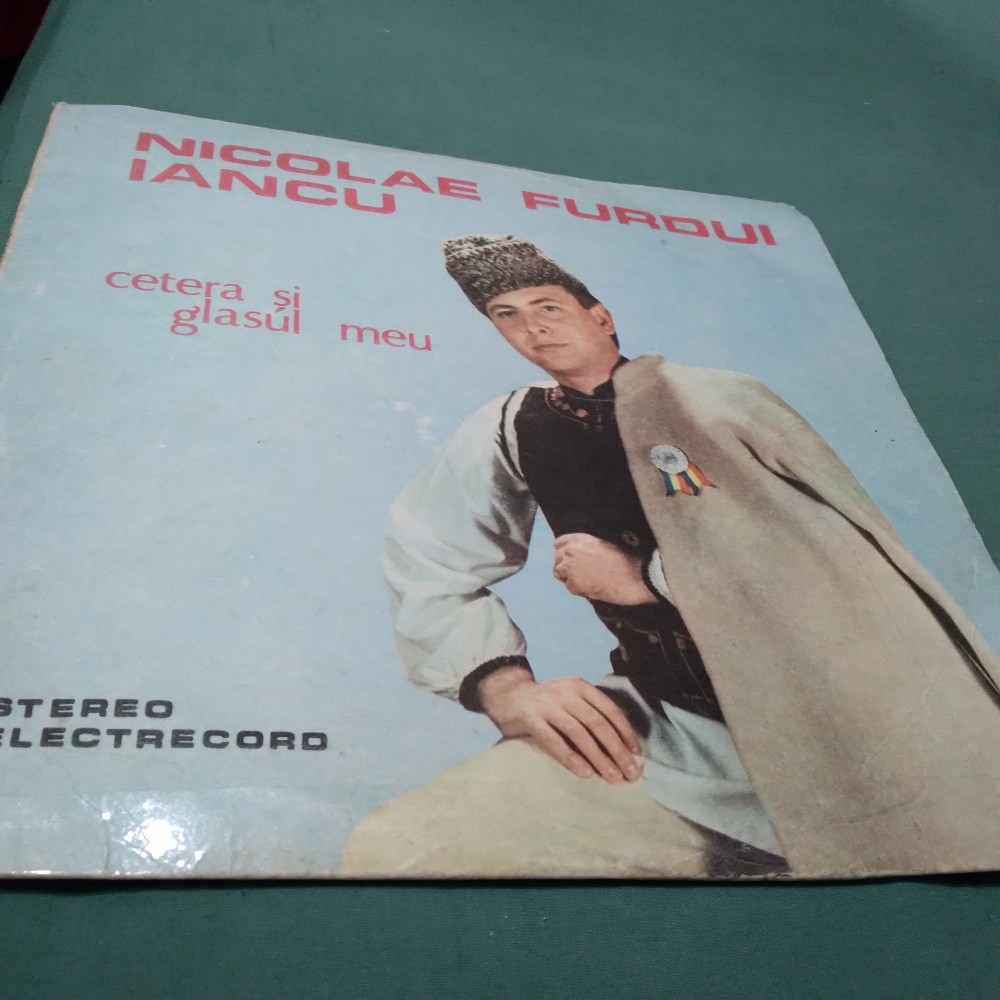 NICOLAE FURDUI
IANCU
cetera și
glasul meu
STEREO
ELECTRECORD